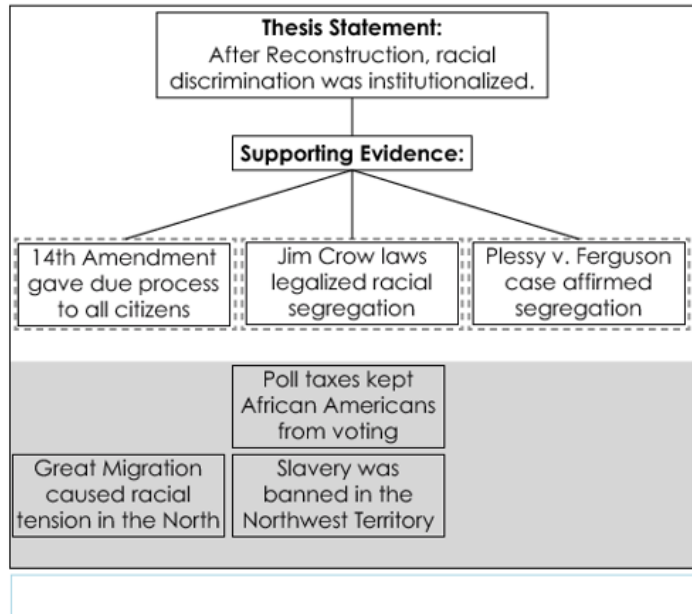 Thesis Statement:
After Reconstruction, racial
discrimination was institutionalized.
Supporting Evidence:
14th Amendment
gave due process
to all citizens
Jim Crow laws
legalized racial
segregation
Plessy v. Ferguson
case affirmed
segregation
Poll taxes kept
African Americans
from voting
Great Migration
caused racial
tension in the North
Slavery was
banned in the
Northwest Territory